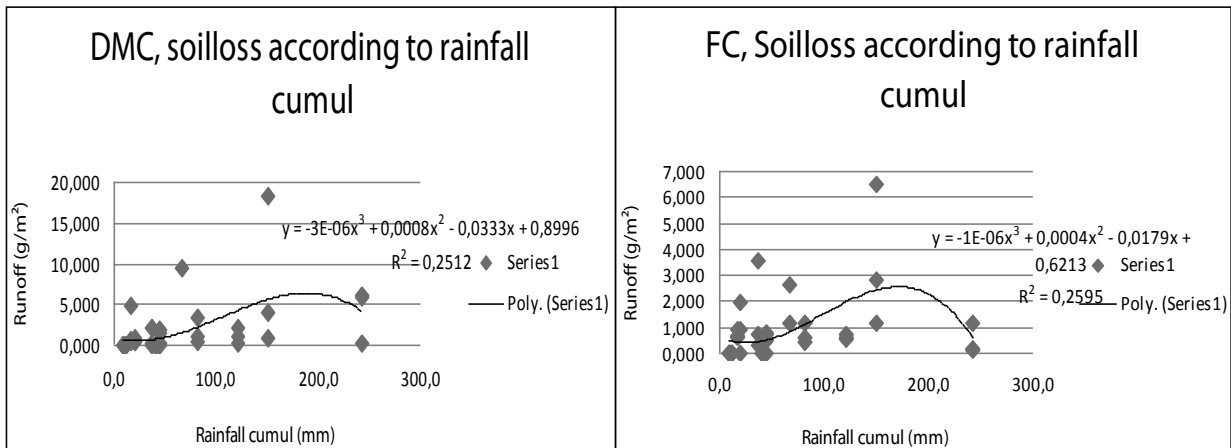 DMC, soilloss according to rainfall
cumul
Runoff (g/m²)
20,000
15,000
10,000
5,000
0,000
y = -3E-06x³ + 0,0008x² - 0,0333x + 0,8996
R² = 0,2512
Series1
Poly. (Series1)
0,0
100,0
200,0
300,0
Rainfall cumul (mm)
FC, Soilloss according to rainfall
cumul
Runoff (g/m²)
7,000
6,000
5,000
4,000
3,000
2,000
1,000
0,000
y = -1E-06x³ + 0,0004x² - 0,0179x +
0,6213
R² = 0,2595
Series1
Poly. (Series1)
0,0
100,0
200,0
300,0
Rainfall cumul (mm)